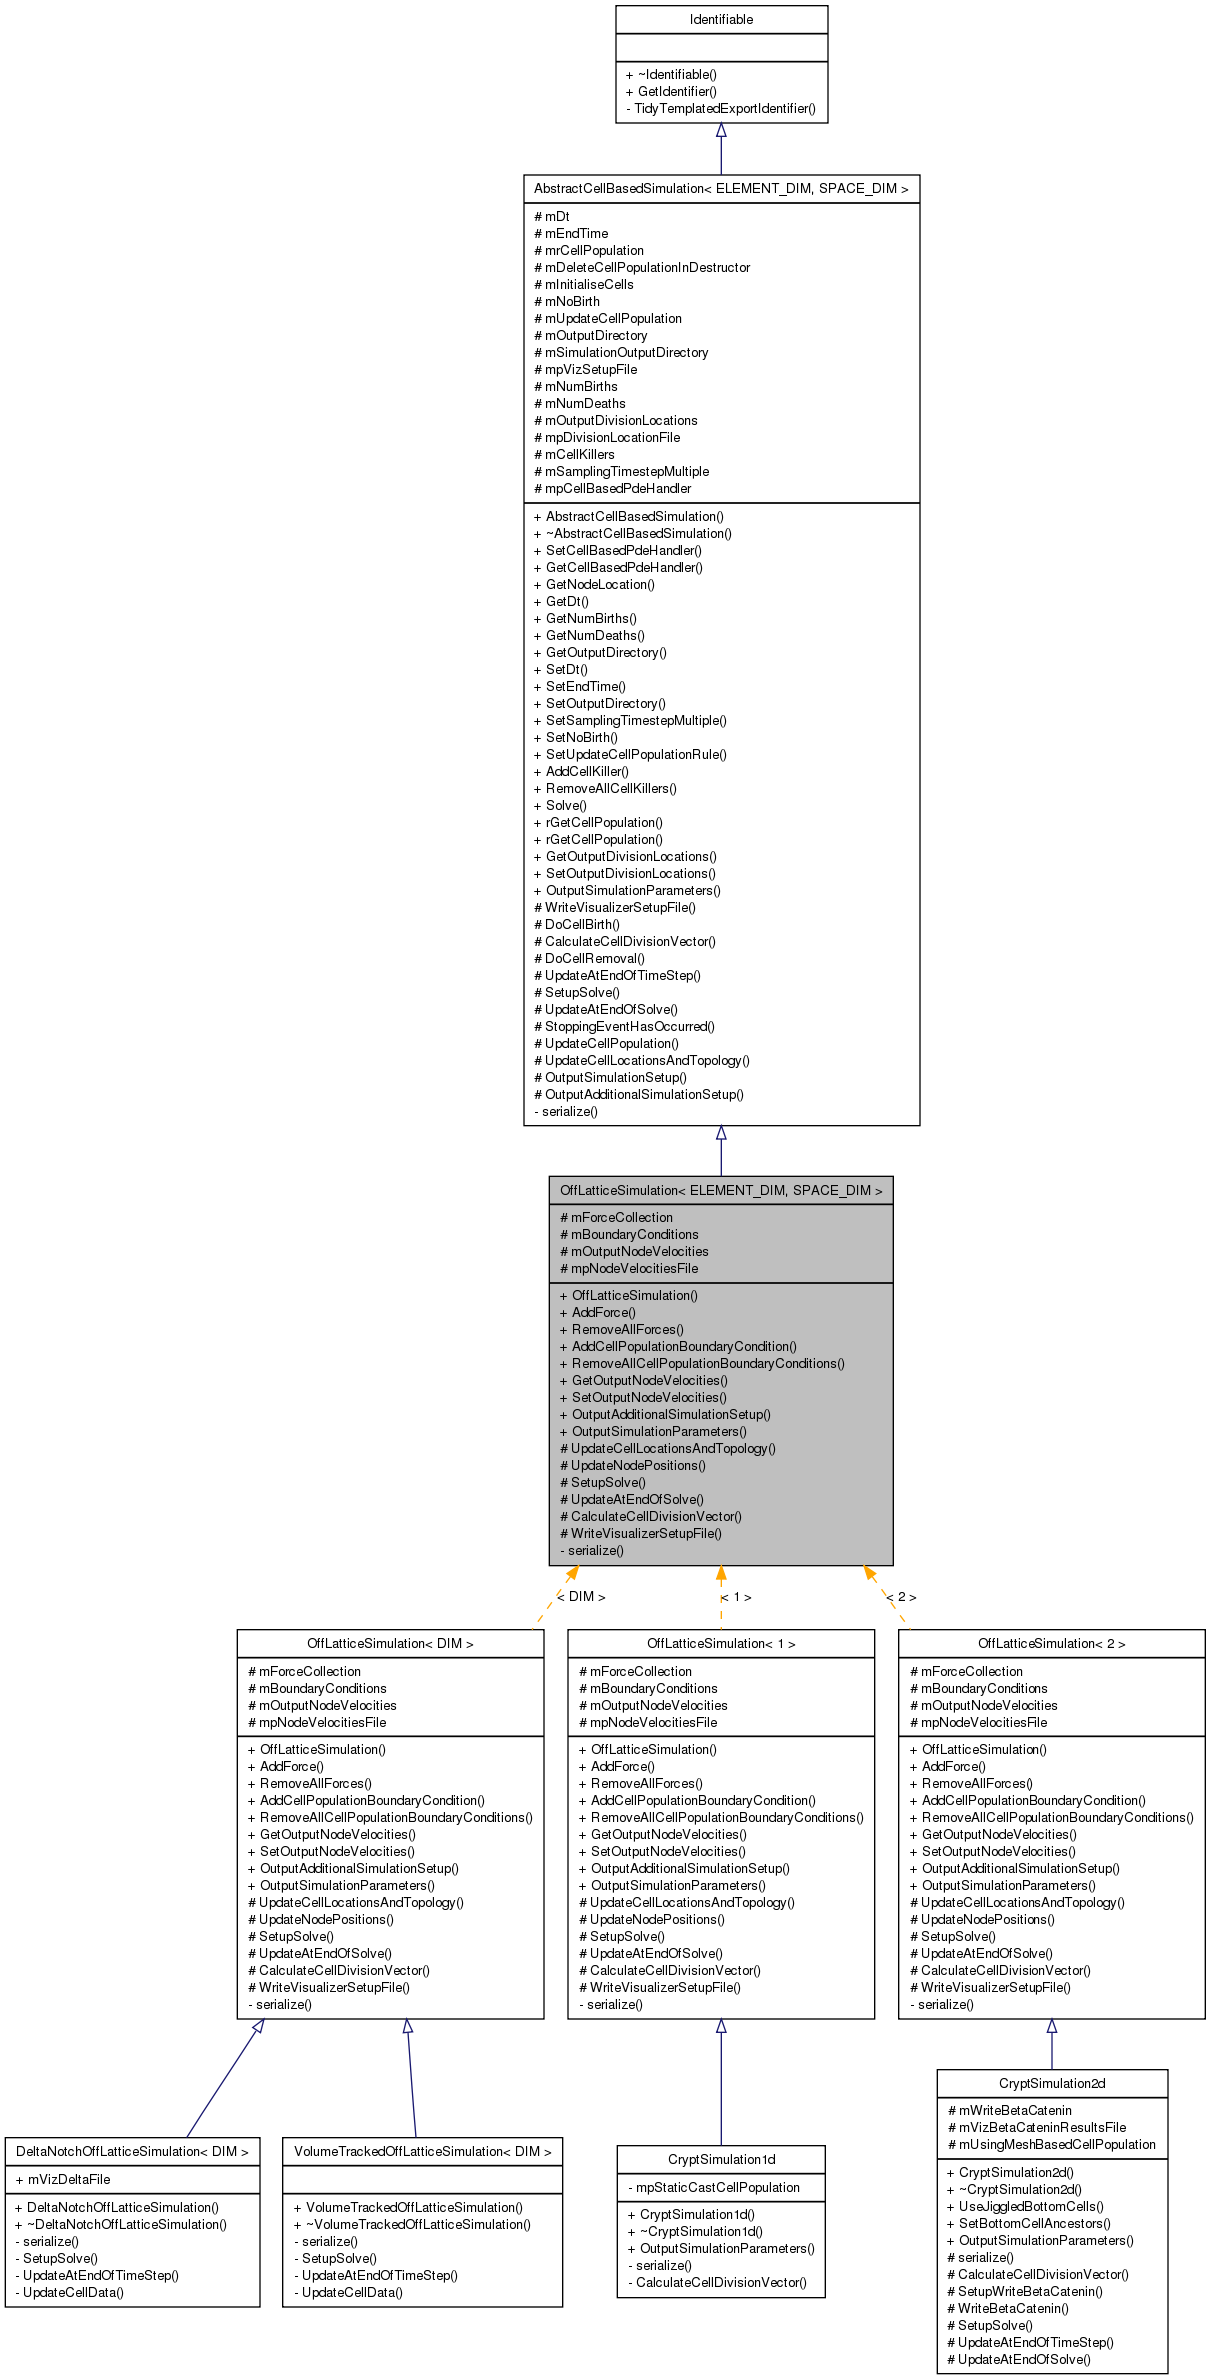 Identifiable
+ ~Identifiable()
+ GetIdentifier()
- TidyTemplatedExportIdentifier()
AbstractCellBasedSimulation< ELEMENT_DIM, SPACE_DIM >
# mDt
# mEndTime
# mrCellPopulation
# mDeleteCellPopulationInDestructor
# mInitialiseCells
# mNoBirth
# mUpdateCellPopulation
# mOutputDirectory
# mSimulationOutputDirectory
# mpVizSetupFile
# mNumBirths
# mNumDeaths
# mOutputDivisionLocations
# mpDivisionLocationFile
# mCellKillers
# mSamplingTimestepMultiple
# mpCellBasedPdeHandler
+ AbstractCellBasedSimulation()
+ ~AbstractCellBasedSimulation()
+ SetCellBasedPdeHandler()
+ GetCellBasedPdeHandler()
+ GetNodeLocation()
+ GetDt()
+ GetNumBirths()
+ GetNumDeaths()
+ GetOutputDirectory()
+ SetDt()
+ SetEndTime()
+ SetOutputDirectory()
+ SetSamplingTimestepMultiple()
+ SetNoBirth()
+ SetUpdateCellPopulationRule()
+ AddCellKiller()
+ RemoveAllCellKillers()
+ Solve()
+ rGetCellPopulation()
+ rGetCellPopulation()
+ GetOutputDivisionLocations()
+ SetOutputDivisionLocations()
+ OutputSimulationParameters()
# WriteVisualizerSetupFile()
# DoCellBirth()
# CalculateCellDivisionVector()
# DoCellRemoval()
# UpdateAtEndOfTimeStep()
# SetupSolve()
# UpdateAtEndOfSolve()
# StoppingEventHasOccurred()
# UpdateCellPopulation()
# UpdateCellLocationsAndTopology()
# OutputSimulationSetup()
# OutputAdditionalSimulationSetup()
- serialize()
OffLatticeSimulation< ELEMENT_DIM, SPACE_DIM >
# mForceCollection
# mBoundaryConditions
# mOutputNodeVelocities
# mpNodeVelocitiesFile
+ OffLatticeSimulation()
+ AddForce()
+ RemoveAllForces()
+ AddCellPopulationBoundaryCondition()
+ RemoveAllCellPopulationBoundaryConditions()
+ GetOutputNodeVelocities()
+ SetOutputNodeVelocities()
+ OutputAdditionalSimulationSetup()
+ OutputSimulationParameters()
# UpdateCellLocationsAndTopology()
# UpdateNodePositions()
# SetupSolve()
# UpdateAtEndOfSolve()
# CalculateCellDivisionVector()
# WriteVisualizerSetupFile()
- serialize()
< DIM >
< 1 >
< 2 >
OffLatticeSimulation< DIM >
# mForceCollection
# mBoundaryConditions
# mOutputNodeVelocities
# mpNodeVelocitiesFile
+ OffLatticeSimulation()
+ AddForce()
+ RemoveAllForces()
+ AddCellPopulationBoundaryCondition()
+ RemoveAllCellPopulationBoundaryConditions()
+ GetOutputNodeVelocities()
+ SetOutputNodeVelocities()
+ OutputAdditionalSimulationSetup()
+ OutputSimulationParameters()
# UpdateCellLocationsAndTopology()
# UpdateNodePositions()
# SetupSolve()
# UpdateAtEndOfSolve()
# CalculateCellDivisionVector()
# WriteVisualizerSetupFile()
- serialize()
OffLatticeSimulation< 1 >
# mForceCollection
# mBoundaryConditions
# mOutputNodeVelocities
# mpNodeVelocitiesFile
+ OffLatticeSimulation()
+ AddForce()
+ RemoveAllForces()
+ AddCellPopulationBoundaryCondition()
+ RemoveAllCellPopulationBoundaryConditions()
+ GetOutputNodeVelocities()
+ SetOutputNodeVelocities()
+ OutputAdditionalSimulationSetup()
+ OutputSimulationParameters()
# UpdateCellLocationsAndTopology()
# UpdateNodePositions()
# SetupSolve()
# UpdateAtEndOfSolve()
# CalculateCellDivisionVector()
# WriteVisualizerSetupFile()
- serialize()
OffLatticeSimulation< 2 >
# mForceCollection
# mBoundaryConditions
# mOutputNodeVelocities
# mpNodeVelocitiesFile
+ OffLatticeSimulation()
+ AddForce()
+ RemoveAllForces()
+ AddCellPopulationBoundaryCondition()
+ RemoveAllCellPopulationBoundaryConditions()
+ GetOutputNodeVelocities()
+ SetOutputNodeVelocities()
+ OutputAdditionalSimulationSetup()
+ OutputSimulationParameters()
# UpdateCellLocationsAndTopology()
# UpdateNodePositions()
# SetupSolve()
# UpdateAtEndOfSolve()
# CalculateCellDivisionVector()
# WriteVisualizerSetupFile()
- serialize()
DeltaNotchOffLatticeSimulation< DIM >
+ mVizDeltaFile
+ DeltaNotchOffLatticeSimulation()
+ ~DeltaNotchOffLatticeSimulation()
- serialize()
- SetupSolve()
- UpdateAtEndOfTimeStep()
- UpdateCellData()
VolumeTrackedOffLatticeSimulation< DIM >
+ VolumeTrackedOffLatticeSimulation()
+ ~VolumeTrackedOffLatticeSimulation()
- serialize()
- SetupSolve()
- UpdateAtEndOfTimeStep()
- UpdateCellData()
CryptSimulation1d
- mpStaticCastCellPopulation
+ CryptSimulation1d()
+ ~CryptSimulation1d()
+ OutputSimulationParameters()
- serialize()
- CalculateCellDivisionVector()
CryptSimulation2d
# mWriteBetaCatenin
# mVizBetaCateninResultsFile
# mUsingMeshBasedCellPopulation
+ CryptSimulation2d()
+ ~CryptSimulation2d()
+ UseJiggledBottomCells()
+ SetBottomCellAncestors()
+ OutputSimulationParameters()
# serialize()
# CalculateCellDivisionVector()
# SetupWriteBetaCatenin()
# WriteBetaCatenin()
# SetupSolve()
# UpdateAtEndOfTimeStep()
# UpdateAtEndOfSolve()